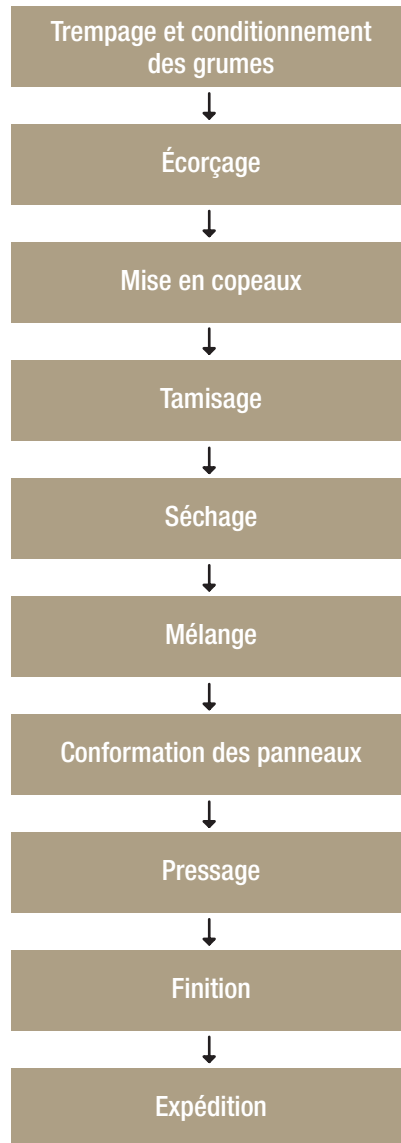 Trempage et conditionnement
des grumes
Écorçage
Mise en copeaux
Tamisage
Séchage
Mélange
Conformation des panneaux
Pressage
Finition
Expédition